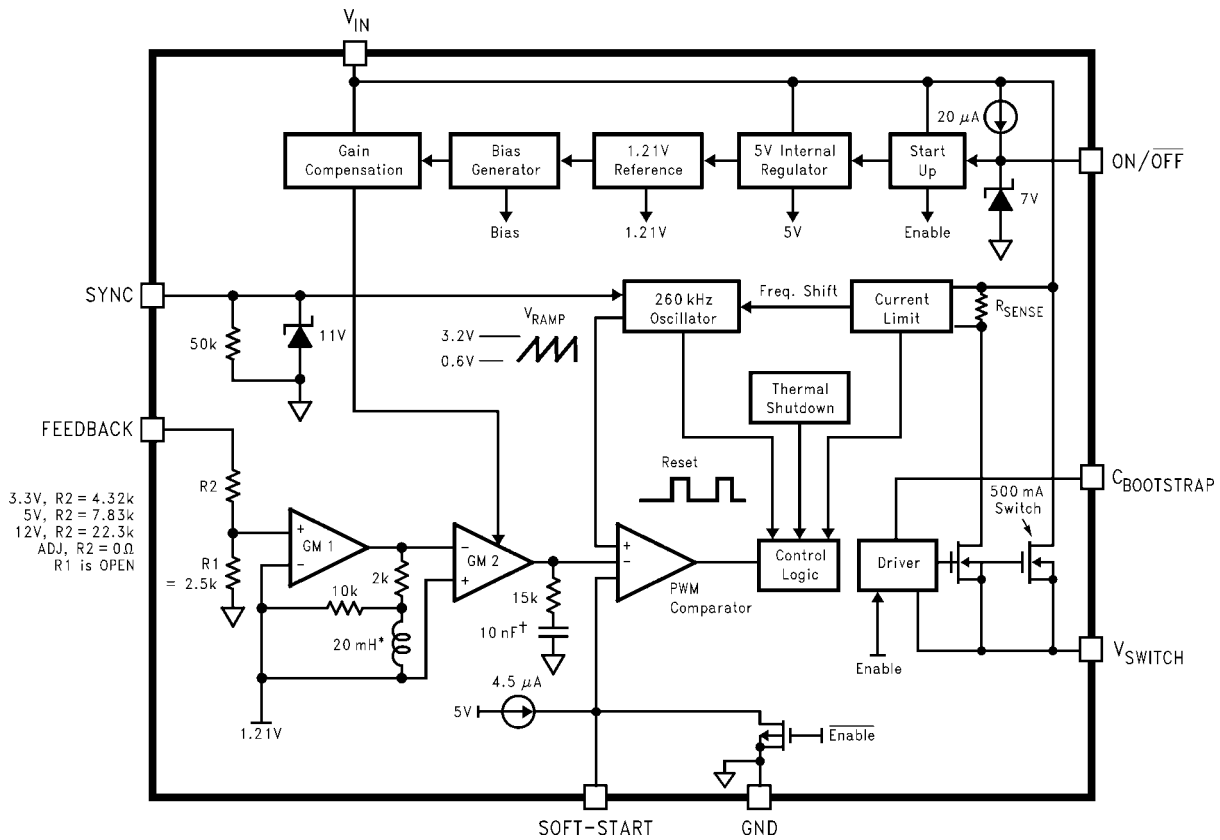 V_IN
20 μA
Gain
Compensation
Bias
Generator
1.21V
Reference
5V Internal
Regulator
Start
Up
ON/O̅F̅F̅
7V
Bias
1.21V
5V
Enable
SYNC
260 kHz
Oscillator
Freq. Shift
Current
Limit
R_SENSE
V_RAMP
3.2V
0.6V
50k
11V
Thermal
Shutdown
FEEDBACK
Reset
C_BOOTSTRAP
500 mA
Switch
R2
3.3V, R2 = 4.32k
5V, R2 = 7.83k
12V, R2 = 22.3k
ADJ, R2 = 0Ω
R1 is OPEN
R1
= 2.5k
+
GM 1
−
−
GM 2
+
+
−
PWM
Comparator
Control
Logic
Driver
2k
10k
20 mH*
15k
10 nF†
Enable
V_SWITCH
4.5 μA
5V
1.21V
E̅n̅a̅b̅l̅e̅
SOFT-START
GND